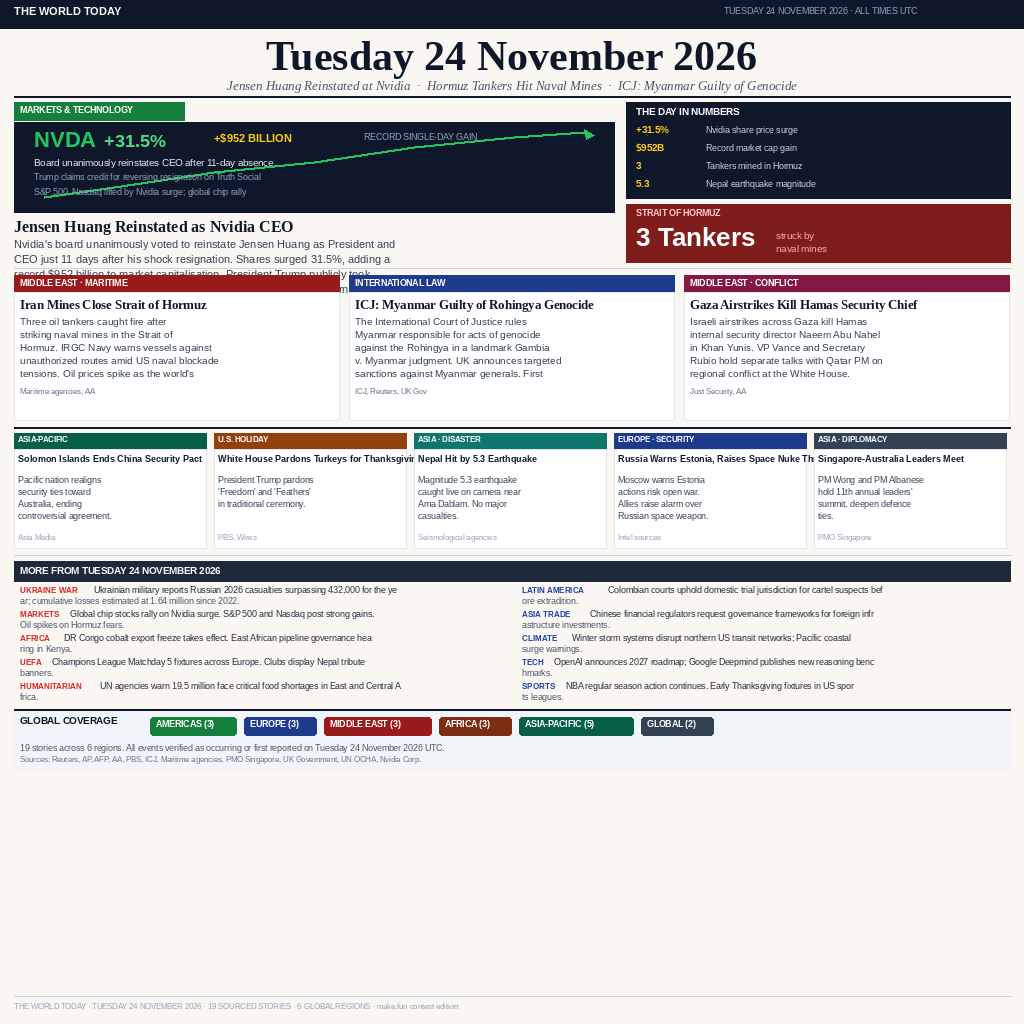 THE WORLD TODAY
TUESDAY 24 NOVEMBER 2026 · ALL TIMES UTC
Tuesday 24 November 2026
Jensen Huang Reinstated at Nvidia · Hormuz Tankers Hit Naval Mines · ICJ: Myanmar Guilty of Genocide
MARKETS & TECHNOLOGY
NVDA +31.5%
+$952 BILLION
RECORD SINGLE-DAY GAIN
Board unanimously reinstates CEO after 11-day absence
Trump claims credit for reversing resignation on Truth Social
S&P 500, Nasdaq lifted by Nvidia surge; global chip rally
THE DAY IN NUMBERS
+31.5% Nvidia share price surge
$952B Record market cap gain
3 Tankers mined in Hormuz
5.3 Nepal earthquake magnitude
STRAIT OF HORMUZ
3 Tankers
struck by
naval mines
Jensen Huang Reinstated as Nvidia CEO
Nvidia's board unanimously voted to reinstate Jensen Huang as President and
CEO just 11 days after his shock resignation. Shares surged 31.5%, adding a
record $952 billion to market capitalisation. President Trump publicly took
MIDDLE EAST · MARITIME
Iran Mines Close Strait of Hormuz
Three oil tankers caught fire after
striking naval mines in the Strait of
Hormuz. IRGC Navy warns vessels against
unauthorized routes amid US naval blockade
tensions. Oil prices spike as the world's
Maritime agencies, AA
INTERNATIONAL LAW
ICJ: Myanmar Guilty of Rohingya Genocide
The International Court of Justice rules
Myanmar responsible for acts of genocide
against the Rohingya in a landmark Gambia
v. Myanmar judgment. UK announces targeted
sanctions against Myanmar generals. First
ICJ, Reuters, UK Gov
MIDDLE EAST · CONFLICT
Gaza Airstrikes Kill Hamas Security Chief
Israeli airstrikes across Gaza kill Hamas
internal security director Naeem Abu Nahel
in Khan Yunis. VP Vance and Secretary
Rubio hold separate talks with Qatar PM on
regional conflict at the White House.
Just Security, AA
ASIA-PACIFIC
Solomon Islands Ends China Security Pact
Pacific nation realigns
security ties toward
Australia, ending
controversial agreement.
Asia Media
U.S. HOLIDAY
White House Pardons Turkeys for Thanksgivin
President Trump pardons
'Freedom' and 'Feathers'
in traditional ceremony.
PBS, Wires
ASIA · DISASTER
Nepal Hit by 5.3 Earthquake
Magnitude 5.3 earthquake
caught live on camera near
Ama Dablam. No major
casualties.
Seismological agencies
EUROPE · SECURITY
Russia Warns Estonia, Raises Space Nuke Th
Moscow warns Estonia
actions risk open war.
Allies raise alarm over
Russian space weapon.
Intel sources
ASIA · DIPLOMACY
Singapore-Australia Leaders Meet
PM Wong and PM Albanese
hold 11th annual leaders'
summit, deepen defence
ties.
PMO Singapore
MORE FROM TUESDAY 24 NOVEMBER 2026
UKRAINE WAR Ukrainian military reports Russian 2026 casualties surpassing 432,000 for the ye
ar; cumulative losses estimated at 1.64 million since 2022.
MARKETS Global chip stocks rally on Nvidia surge. S&P 500 and Nasdaq post strong gains.
Oil spikes on Hormuz fears.
AFRICA DR Congo cobalt export freeze takes effect. East African pipeline governance hea
ring in Kenya.
UEFA Champions League Matchday 5 fixtures across Europe. Clubs display Nepal tribute
banners.
HUMANITARIAN UN agencies warn 19.5 million face critical food shortages in East and Central A
frica.
LATIN AMERICA Colombian courts uphold domestic trial jurisdiction for cartel suspects bef
ore extradition.
ASIA TRADE Chinese financial regulators request governance frameworks for foreign infr
astructure investments.
CLIMATE Winter storm systems disrupt northern US transit networks; Pacific coastal
surge warnings.
TECH OpenAI announces 2027 roadmap; Google Deepmind publishes new reasoning benc
hmarks.
SPORTS NBA regular season action continues. Early Thanksgiving fixtures in US spor
ts leagues.
GLOBAL COVERAGE
AMERICAS (3)
EUROPE (3)
MIDDLE EAST (3)
AFRICA (3)
ASIA-PACIFIC (5)
GLOBAL (2)
19 stories across 6 regions. All events verified as occurring or first reported on Tuesday 24 November 2026 UTC.
Sources: Reuters, AP, AFP, AA, PBS, ICJ, Maritime agencies, PMO Singapore, UK Government, UN OCHA, Nvidia Corp.
THE WORLD TODAY · TUESDAY 24 NOVEMBER 2026 · 19 SOURCED STORIES · 6 GLOBAL REGIONS · make.fun contest edition